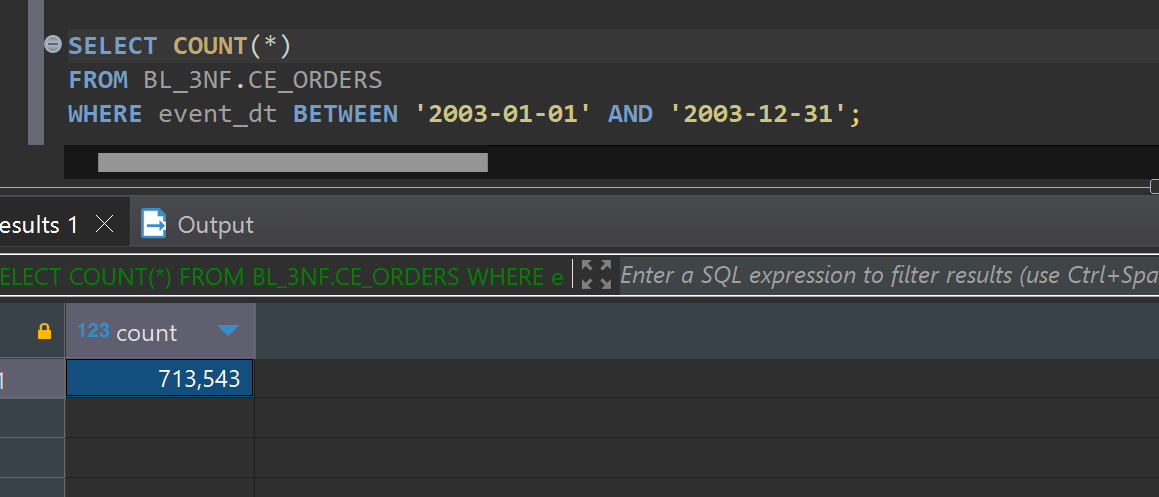 SELECT COUNT(*)
FROM BL_3NF.CE_ORDERS
WHERE event_dt BETWEEN '2003-01-01' AND '2003-12-31';
esults 1
Output
ELECT COUNT(*) FROM BL_3NF.CE_ORDERS WHERE e
Enter a SQL expression to filter results (use Ctrl+Spa
123 count
1 713,543